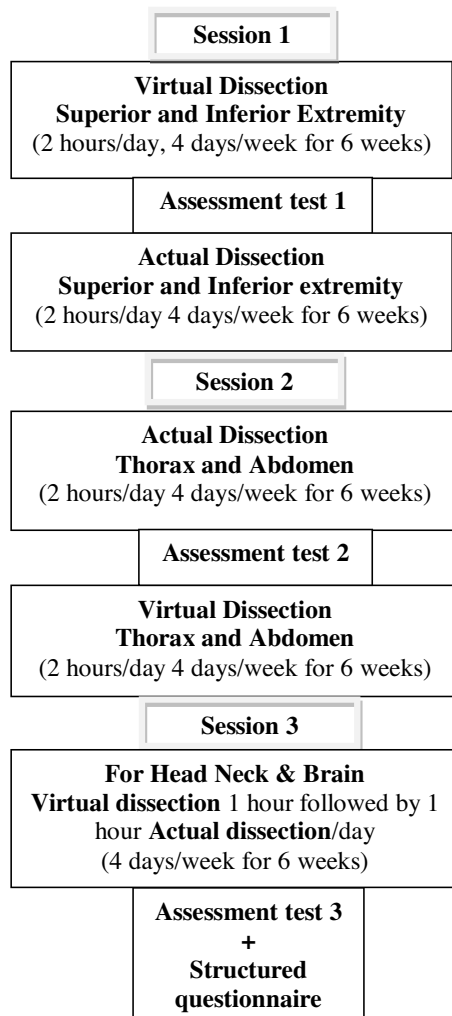 Session 1
Virtual Dissection
Superior and Inferior Extremity
(2 hours/day, 4 days/week for 6 weeks)
Assessment test 1
Actual Dissection
Superior and Inferior extremity
(2 hours/day 4 days/week for 6 weeks)
Session 2
Actual Dissection
Thorax and Abdomen
(2 hours/day 4 days/week for 6 weeks)
Assessment test 2
Virtual Dissection
Thorax and Abdomen
(2 hours/day 4 days/week for 6 weeks)
Session 3
For Head Neck & Brain
Virtual dissection 1 hour followed by 1
hour Actual dissection/day
(4 days/week for 6 weeks)
Assessment test 3
+
Structured
questionnaire